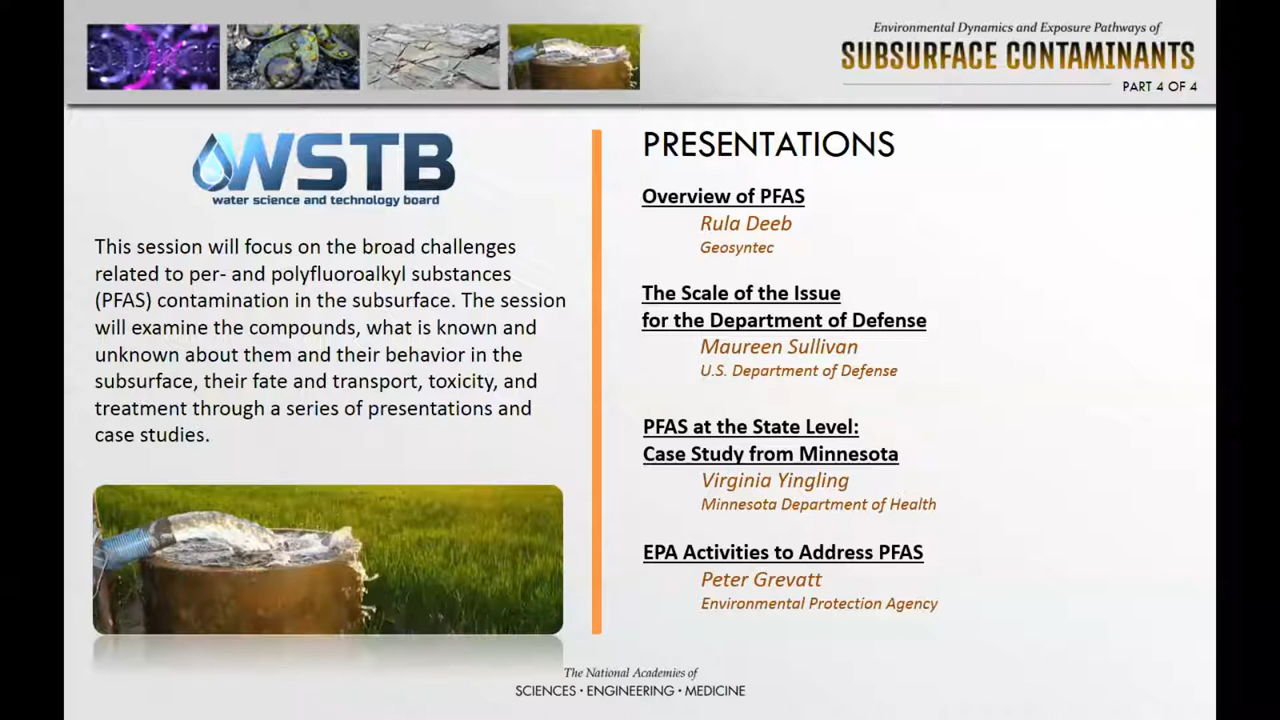 Environmental Dynamics and Exposure Pathways of
SUBSURFACE CONTAMINANTS
PART 4 OF 4
WSTB
water science and technology board
This session will focus on the broad challenges
related to per- and polyfluoroalkyl substances
(PFAS) contamination in the subsurface. The session
will examine the compounds, what is known and
unknown about them and their behavior in the
subsurface, their fate and transport, toxicity, and
treatment through a series of presentations and
case studies.
PRESENTATIONS
Overview of PFAS
Rula Deeb
Geosyntec
The Scale of the Issue
for the Department of Defense
Maureen Sullivan
U.S. Department of Defense
PFAS at the State Level:
Case Study from Minnesota
Virginia Yingling
Minnesota Department of Health
EPA Activities to Address PFAS
Peter Grevatt
Environmental Protection Agency
The National Academies of
SCIENCES • ENGINEERING • MEDICINE